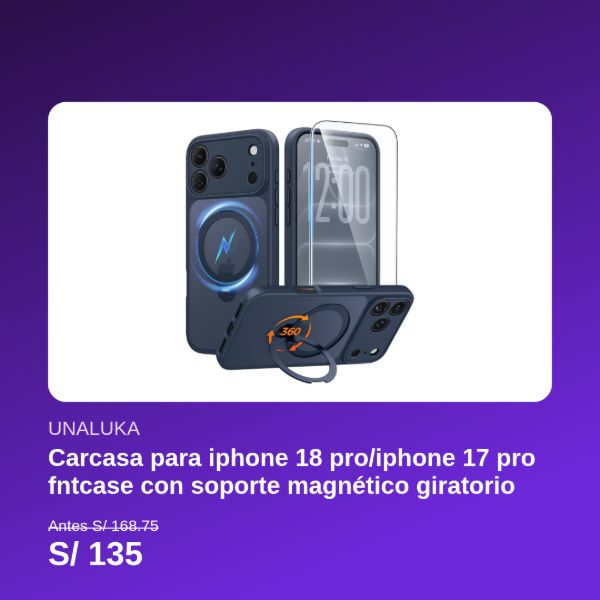 12:00
360
UNALUKA
Carcasa para iphone 18 pro/iphone 17 pro
fntcase con soporte magnético giratorio
Antes S/ 168.75
S/ 135